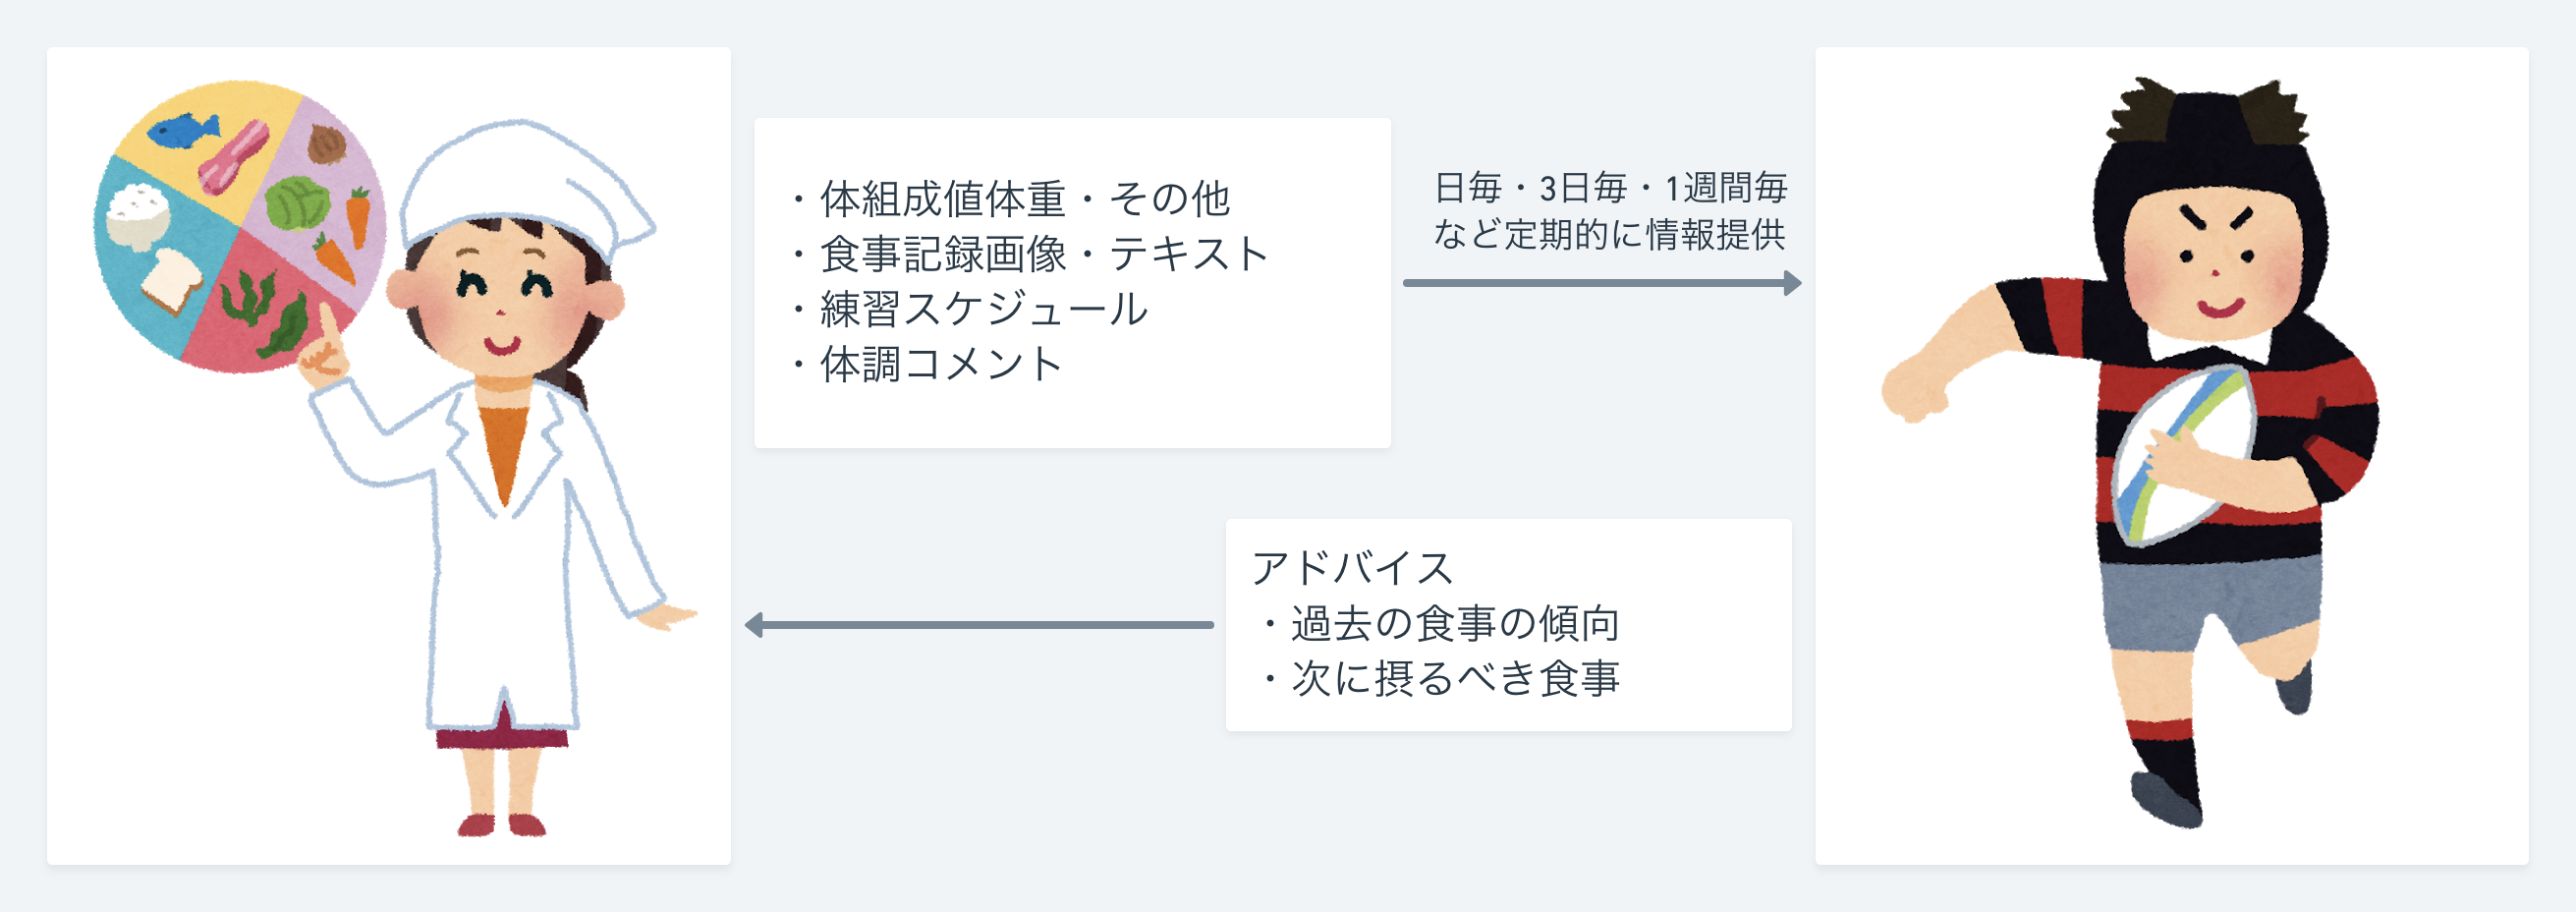 ・体組成値体重・その他
・食事記録画像・テキスト
・練習スケジュール
・体調コメント
日毎・3日毎・1週間毎
など定期的に情報提供
アドバイス
・過去の食事の傾向
・次に摂るべき食事